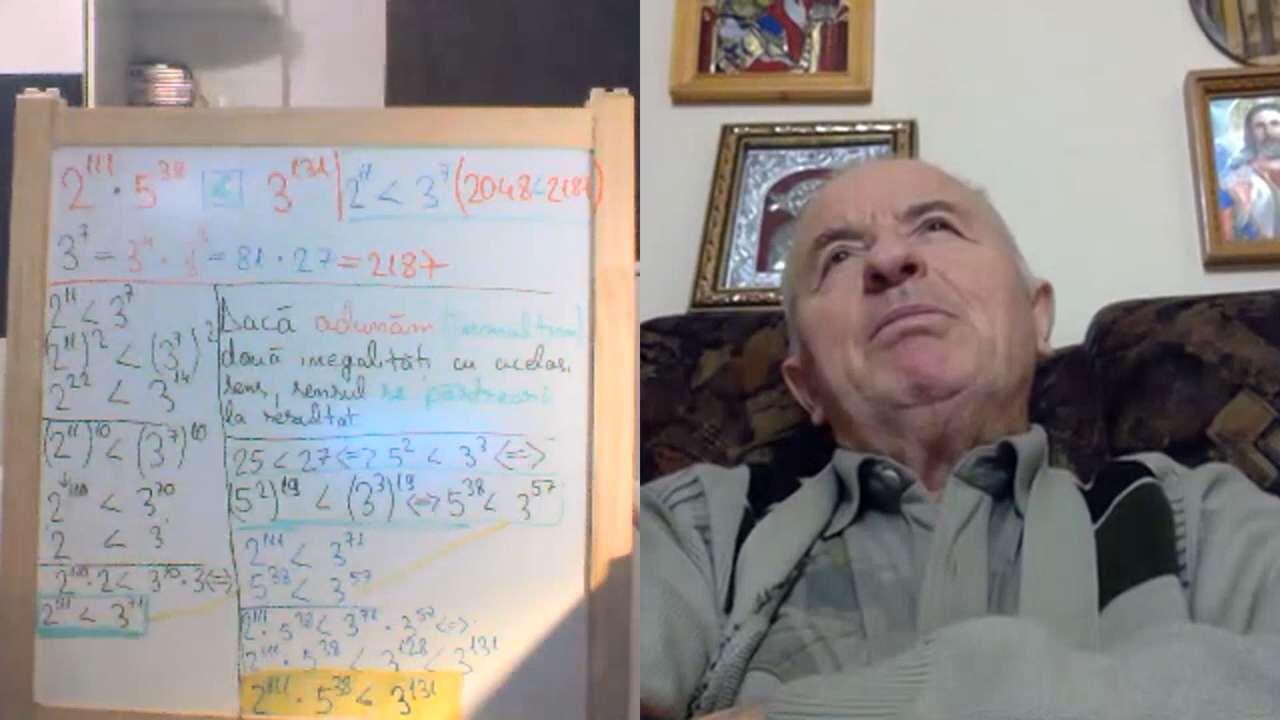 2¹¹¹ · 5³⁸ < 3¹³¹ | 2¹¹ < 3⁷ (2048<2187)
3⁷ = 3⁴ · 3³ = 81 · 27 = 2187
2¹¹ < 3⁷
(2¹¹)² < (3⁷)²
2²² < 3¹⁴
(2¹¹)¹⁰ < (3⁷)¹⁰
2¹¹⁰ < 3⁷⁰
2 < 3
2¹¹⁰·2 < 3⁷⁰·3 <=>
2¹¹¹ < 3⁷¹
Dacă adunăm
două inegalități cu același
sens, sensul se păstrează
la rezultat
25 < 27 <=> 5² < 3³ <=>
(5²)¹⁹ < (3³)¹⁹ <=> 5³⁸ < 3⁵⁷
2¹¹¹ < 3⁷¹
5³⁸ < 3⁵⁷
2¹¹¹ · 5³⁸ < 3⁷¹ · 3⁵⁷ <=>
2¹¹¹ · 5³⁸ < 3¹²⁸ < 3¹³¹
2¹¹¹ · 5³⁸ < 3¹³¹